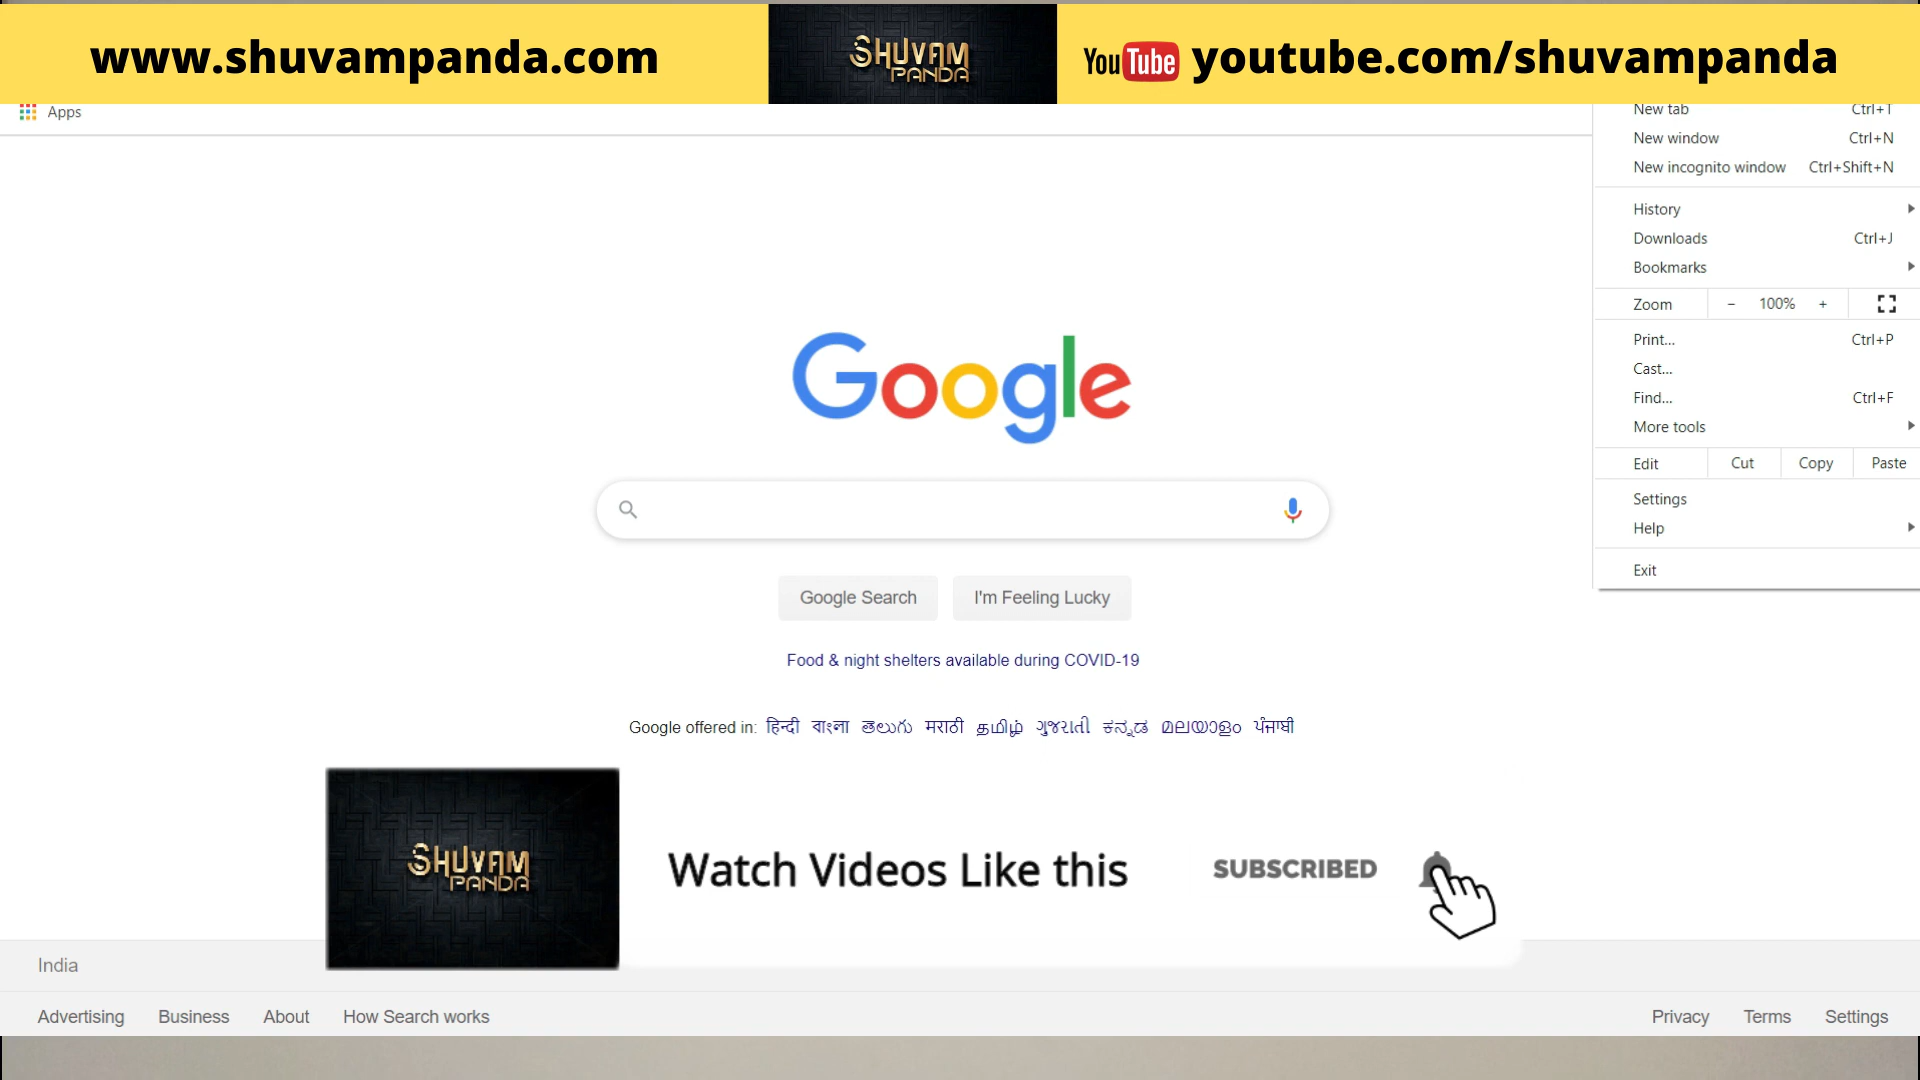 www.shuvampanda.com
SHUVAM
PANDA
YouTube youtube.com/shuvampanda
Apps
New tab Ctrl+T
New window Ctrl+N
New incognito window Ctrl+Shift+N
History
Downloads Ctrl+J
Bookmarks
Zoom - 100% +
Print... Ctrl+P
Cast...
Find... Ctrl+F
More tools
Edit Cut Copy Paste
Settings
Help
Exit
Google
Google Search I'm Feeling Lucky
Food & night shelters available during COVID-19
Google offered in: हिन्दी বাংলা తెలుగు मराठी தமிழ் ગુજરાતી ಕನ್ನಡ മലയാളം ਪੰਜਾਬੀ
SHUVAM
PANDA
Watch Videos Like this SUBSCRIBED
India
Advertising Business About How Search works Privacy Terms Settings